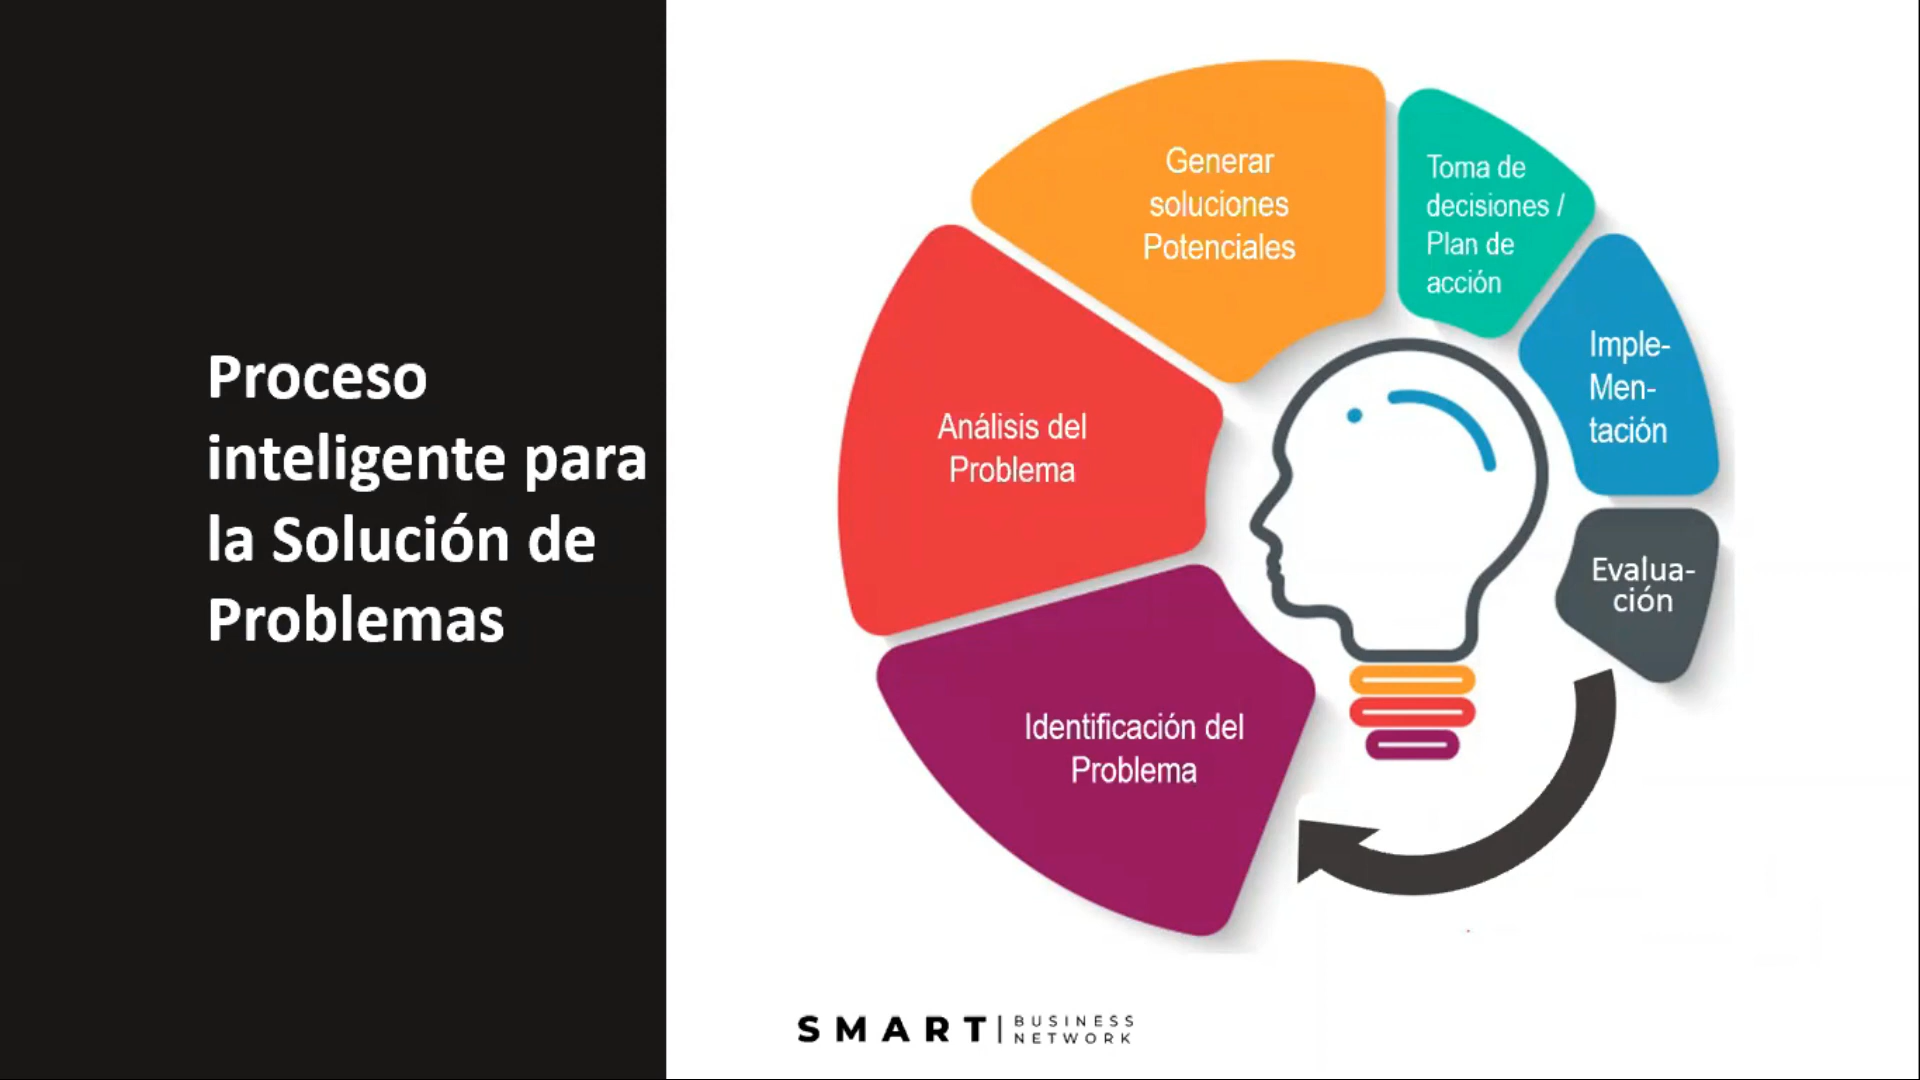 Proceso
inteligente para
la Solución de
Problemas
Identificación del
Problema
Análisis del
Problema
Generar
soluciones
Potenciales
Toma de
decisiones /
Plan de
acción
Imple-
Men-
tación
Evalua-
ción
SMART | BUSINESS
NETWORK